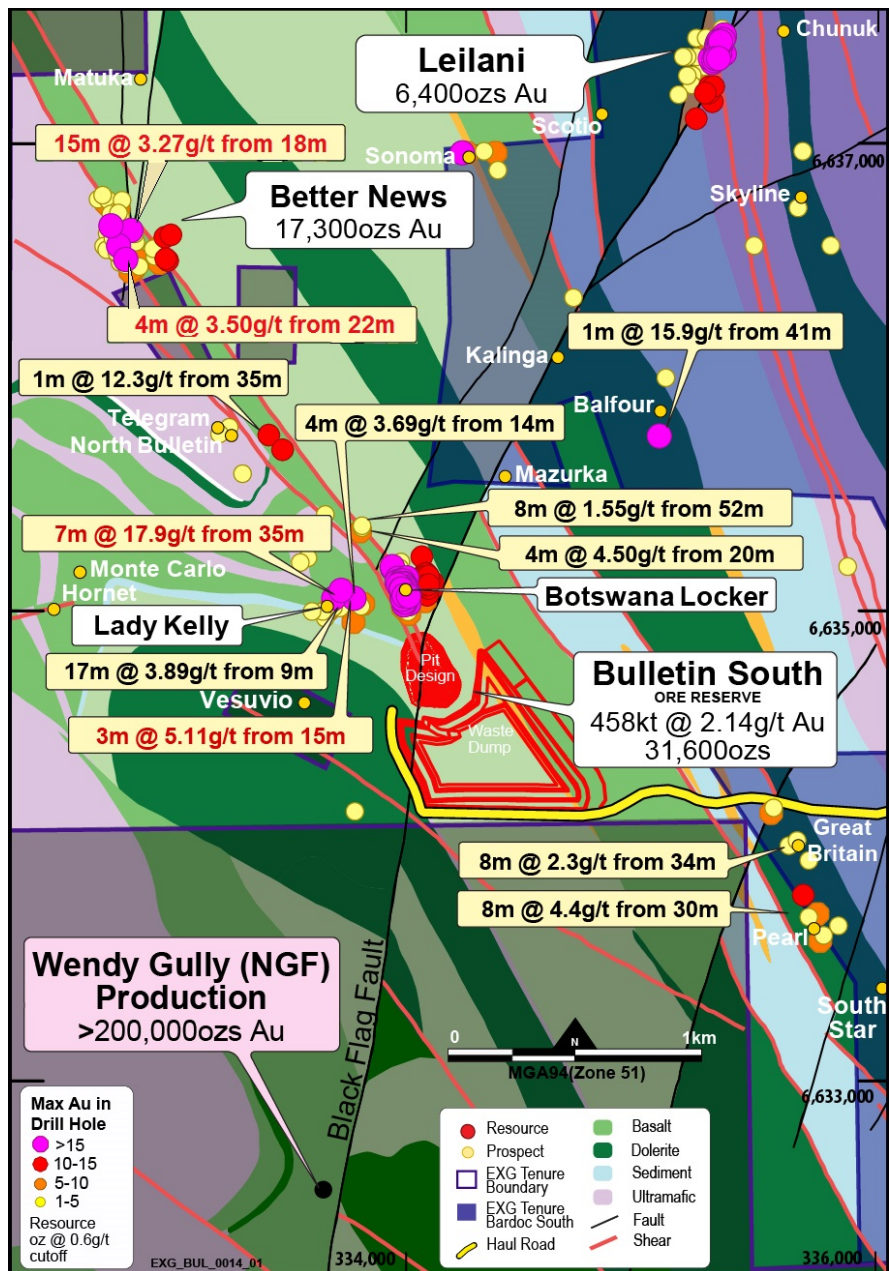 Leilani
6,400ozs Au
Chunuk
Matuka
Scotio
15m @ 3.27g/t from 18m
Sonoma
6,637,000
Better News
17,300ozs Au
Skyline
4m @ 3.50g/t from 22m
1m @ 15.9g/t from 41m
Kalinga
1m @ 12.3g/t from 35m
Balfour
Telegram
North Bulletin
4m @ 3.69g/t from 14m
Mazurka
8m @ 1.55g/t from 52m
7m @ 17.9g/t from 35m
4m @ 4.50g/t from 20m
Monte Carlo
Hornet
Botswana Locker
Lady Kelly
6,635,000
Pit
Design
17m @ 3.89g/t from 9m
Bulletin South
ORE RESERVE
458kt @ 2.14g/t Au
31,600ozs
Vesuvio
3m @ 5.11g/t from 15m
Waste
Dump
Great
Britain
8m @ 2.3g/t from 34m
8m @ 4.4g/t from 30m
Pearl
Wendy Gully (NGF)
Production
>200,000ozs Au
South
Star
Black Flag Fault
0
1km
N
MGA94(Zone 51)
6,633,000
Max Au in
Drill Hole
>15
10-15
5-10
1-5
Resource
oz @ 0.6g/t
cutoff
Resource
Prospect
EXG Tenure
Boundary
EXG Tenure
Bardoc South
Haul Road
Basalt
Dolerite
Sediment
Ultramafic
Fault
Shear
EXG_BUL_0014_01
334,000
336,000